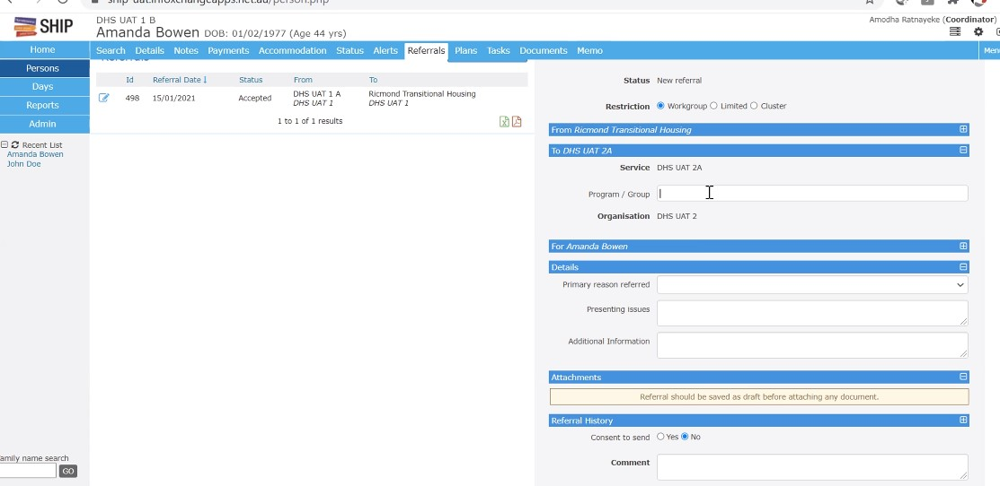 ship-uat.infoxchangeapps.net.au/person.php
SHIP
DHS UAT 1 B
Amanda Bowen DOB: 01/02/1977 (Age 44 yrs)
Amodha Ratnayeke (Coordinator)
Home
Persons
Days
Reports
Admin
Search Details Notes Payments Accommodation Status Alerts Referrals Plans Tasks Documents Memo
Recent List
Amanda Bowen
John Doe
amily name search
GO
Referrals
Id Referral Date Status From To
498 15/01/2021 Accepted DHS UAT 1 A Ricmond Transitional Housing
DHS UAT 1 DHS UAT 1
1 to 1 of 1 results
Status New referral
Restriction Workgroup Limited Cluster
From Ricmond Transitional Housing
To DHS UAT 2A
Service DHS UAT 2A
Program / Group
Organisation DHS UAT 2
For Amanda Bowen
Details
Primary reason referred
Presenting issues
Additional Information
Attachments
Referral should be saved as draft before attaching any document.
Referral History
Consent to send Yes No
Comment